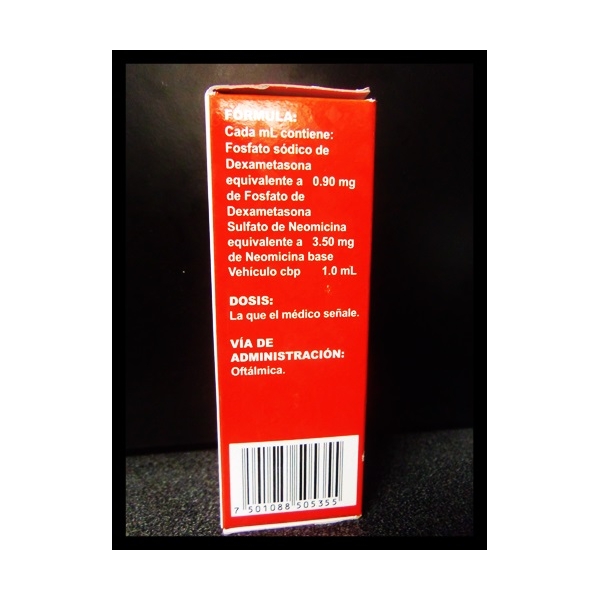 FÓRMULA:
Cada mL contiene:
Fosfato sódico de
Dexametasona
equivalente a 0.90 mg
de Fosfato de
Dexametasona
Sulfato de Neomicina
equivalente a 3.50 mg
de Neomicina base
Vehículo cbp 1.0 mL
DOSIS:
La que el médico señale.
VÍA DE
ADMINISTRACIÓN:
Oftálmica.
7 501088 505355